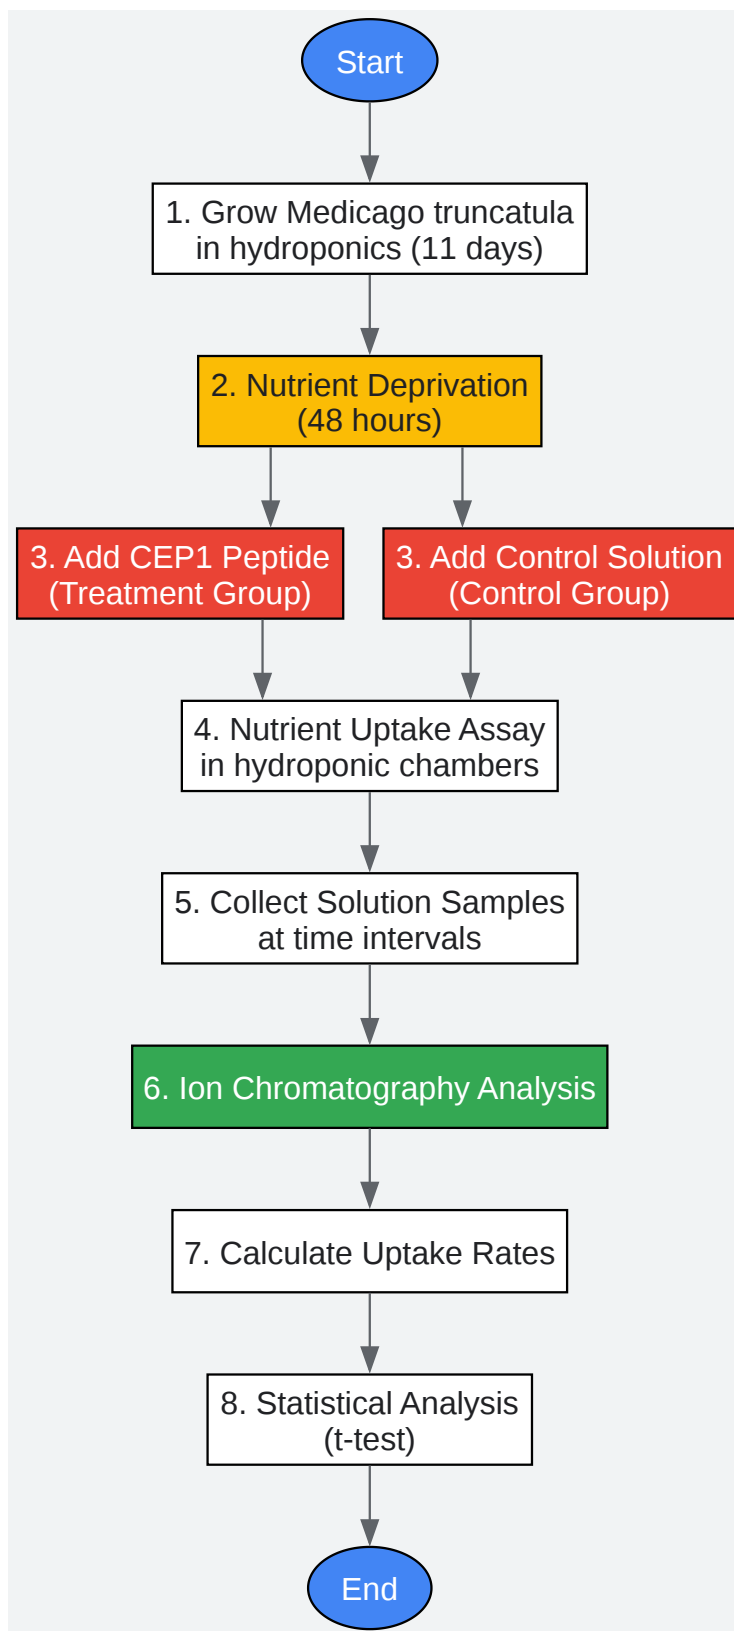 Start
1. Grow Medicago truncatula
in hydroponics (11 days)
2. Nutrient Deprivation
(48 hours)
3. Add CEP1 Peptide
(Treatment Group)
3. Add Control Solution
(Control Group)
4. Nutrient Uptake Assay
in hydroponic chambers
5. Collect Solution Samples
at time intervals
6. Ion Chromatography Analysis
7. Calculate Uptake Rates
8. Statistical Analysis
(t-test)
End